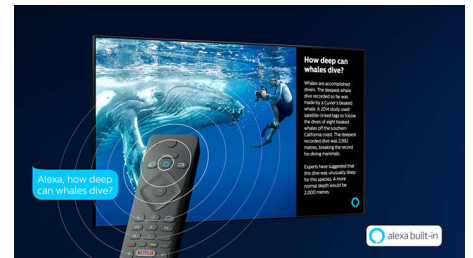 How deep can
whales dive?
Whales are accomplished
divers. The deepest whale
dive recorded so far was
made by a Cuvier's beaked
whale. A 2014 study used
satellite-linked tags to follow
the dives of eight beaked
whales off the southern
California coast. The deepest
recorded dive was 2,992
metres, breaking the record
for diving mammals.
Experts have suggested that
this dive was unusually deep
for this species. A more
normal depth would be
2,000 metres.
Alexa, how deep
can whales dive?
NETFLIX
alexa built-in